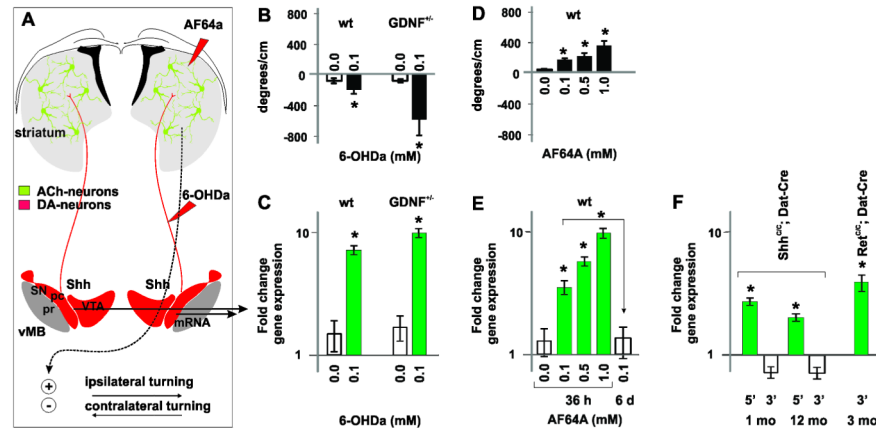 A
AF64a
striatum
ACh-neurons
DA-neurons
6-OHDa
Shh
Shh
SN
pc
pr
VTA
vMB
mRNA
+ ipsilateral turning
- contralateral turning
B
wt GDNF+/-
degrees/cm
800
400
0
-400
-800
0.0 0.1 0.0 0.1
* *
6-OHDa (mM)
C
wt GDNF+/-
Fold change
gene expression
10
1
* *
0.0 0.1 0.0 0.1
6-OHDa (mM)
D
wt
degrees/cm
800
400
0
-400
-800
* * *
0.0 0.1 0.5 1.0
AF64A (mM)
E
wt
Fold change
gene expression
10
1
* * * *
0.0 0.1 0.5 1.0 0.1
36 h 6 d
AF64A (mM)
F
ShhC/C; Dat-Cre
RetC/C; Dat-Cre
Fold change
gene expression
1
* * *
5' 3' 5' 3' 3'
1 mo 12 mo 3 mo